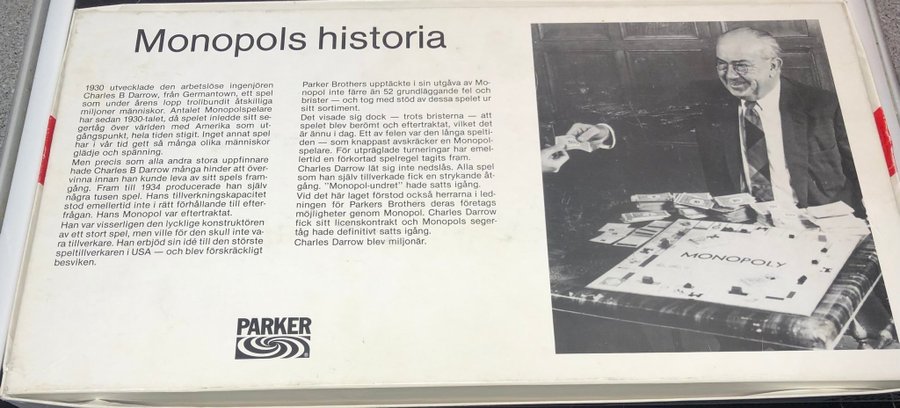 Monopols historia
1930 utvecklade den arbetslöse ingenjören
Charles B Darrow, från Germantown, ett spel
som under årens lopp trollbundit åtskilliga
miljoner människor. Antalet Monopolspelare
har sedan 1930-talet, då spelet inledde sitt se-
gertåg över världen med Amerika som ut-
gångspunkt, hela tiden stigit. Inget annat spel
har i vår tid gett så många olika människor
glädje och spänning.
Men precis som alla andra stora uppfinnare
hade Charles B Darrow många hinder att över-
vinna innan han kunde leva av sitt spels fram-
gång. Fram till 1934 producerade han själv
några tusen spel. Hans tillverkningskapacitet
stod emellertid inte i rätt förhållande till efter-
frågan. Hans Monopol var eftertraktat.
Han var visserligen den lycklige konstruktören
av ett stort spel, men ville för den skull inte va-
ra tillverkare. Han erbjöd sin idé till den störste
speltillverkaren i USA — och blev förskräckligt
besviken.
Parker Brothers upptäckte i sin utgåva av Mo-
nopol inte färre än 52 grundläggande fel och
brister — och tog med stöd av dessa spelet ur
sitt sortiment.
Det visade sig dock — trots bristerna — att
spelet blev berömt och eftertraktat, vilket det
är ännu i dag. Ett av felen var den långa spelti-
den — som knappast avskräcker en Monopol-
spelare. För utpräglade turneringar har emel-
lertid en förkortad spelregel tagits fram.
Charles Darrow lät sig inte nedslås. Alla spel
som han själv tillverkade fick en strykande åt-
gång. "Monopol-undret" hade satts igång.
Vid det här laget förstod också herrarna i led-
ningen för Parkers Brothers deras företags
möjligheter genom Monopol. Charles Darrow
fick sitt licenskontrakt och Monopols seger-
tåg hade definitivt satts igång.
Charles Darrow blev miljonär.
MONOPOLY
PARKER